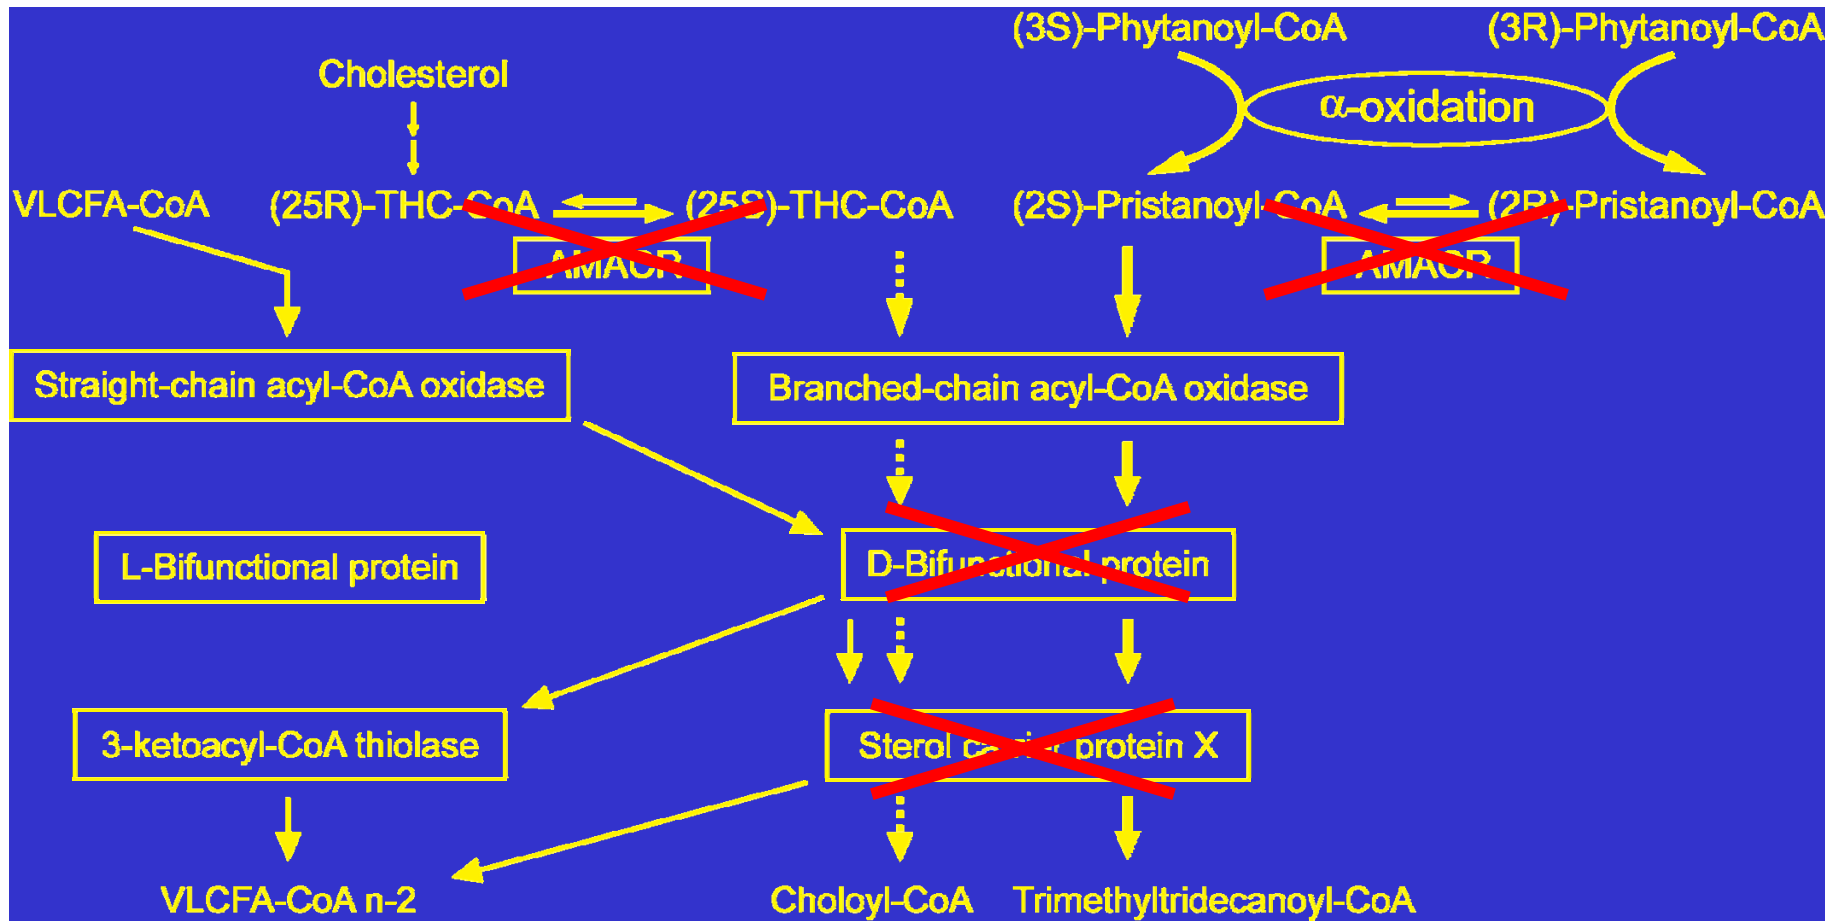 (3S)-Phytanoyl-CoA (3R)-Phytanoyl-CoA
Cholesterol
α-oxidation
VLCFA-CoA (25R)-THC-CoA (25S)-THC-CoA (2S)-Pristanoyl-CoA (2R)-Pristanoyl-CoA
AMACR AMACR
Straight-chain acyl-CoA oxidase Branched-chain acyl-CoA oxidase
L-Bifunctional protein D-Bifunctional protein
3-ketoacyl-CoA thiolase Sterol carrier protein X
VLCFA-CoA n-2 Choloyl-CoA Trimethyltridecanoyl-CoA